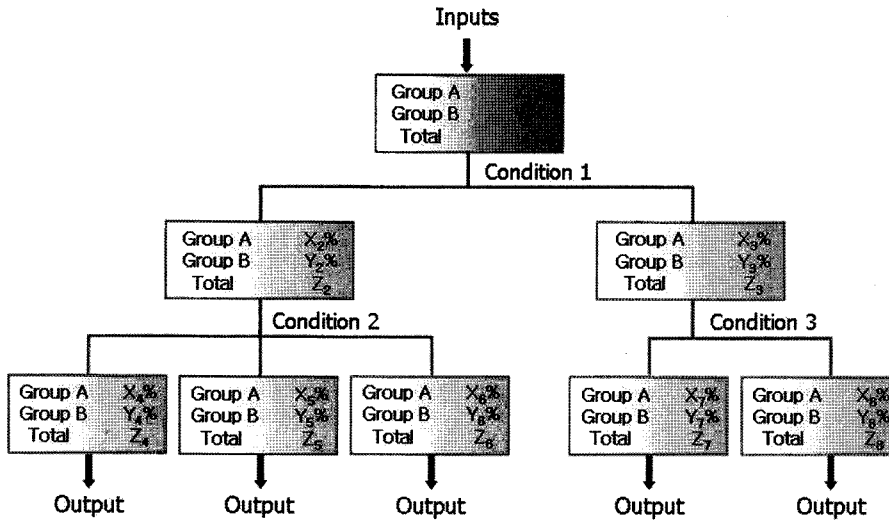 Inputs
Group A
Group B
Total
Condition 1
Group A X₂%
Group B Y₂%
Total Z₂
Group A X₃%
Group B Y₃%
Total Z₃
Condition 2
Condition 3
Group A X₄%
Group B Y₄%
Total Z₄
Group A X₅%
Group B Y₅%
Total Z₅
Group A X₆%
Group B Y₆%
Total Z₆
Group A X₇%
Group B Y₇%
Total Z₇
Group A X₈%
Group B Y₈%
Total Z₈
Output
Output
Output
Output
Output